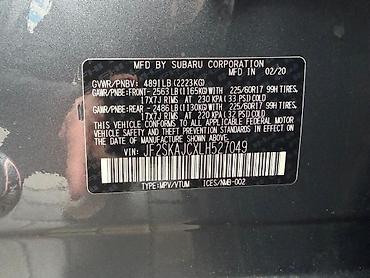 MFD. BY SUBARU CORPORATION
MFD IN 02/20
GVWR/PNBV: 4891LB (2223KG)
GAWR/PNBE:FRONT- 2563LB(1165KG)WITH 225/60R17 99H TIRES,
17X7J RIMS AT 230 KPA(33 PSI)COLD
GAWR/PNBE:REAR -2486LB(1130KG)WITH 225/60R17 99H TIRES,
17X7J RIMS AT 220 KPA(32 PSI)COLD
THIS VEHICLE CONFORMS TO ALL APPLICABLE FEDERAL MOTOR
VEHICLE SAFETY STANDARDS IN EFFECT ON
THE DATE OF MANUFACTURE SHOWN ABOVE.
VIN: JF2SKAJCXLH527049
TYPE:MPV/VTUM ICES/NMB-002